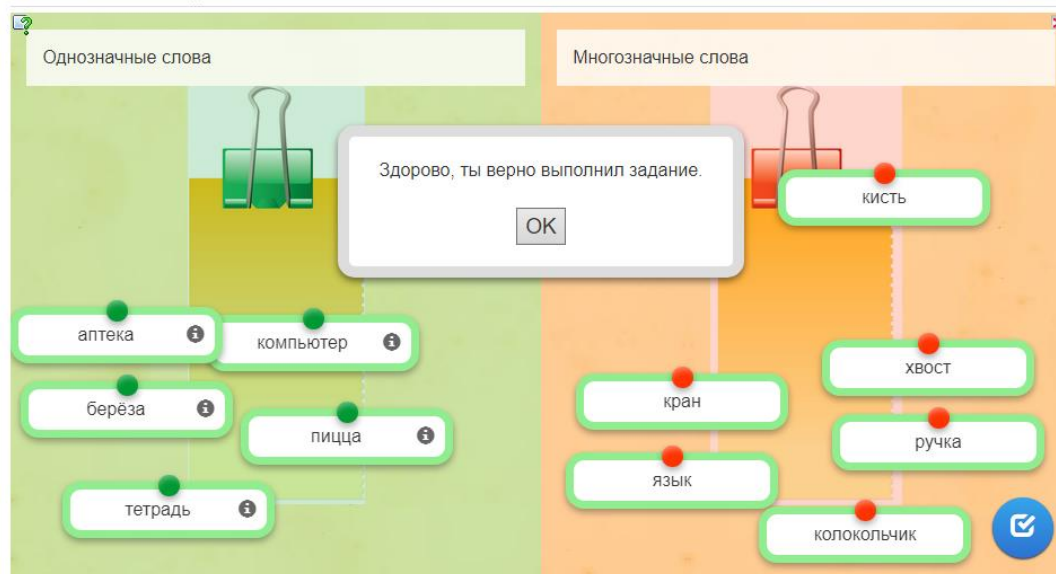 Однозначные слова
Многозначные слова
Здорово, ты верно выполнил задание.
OK
кисть
аптека
компьютер
хвост
берёза
кран
пицца
ручка
язык
тетрадь
колокольчик